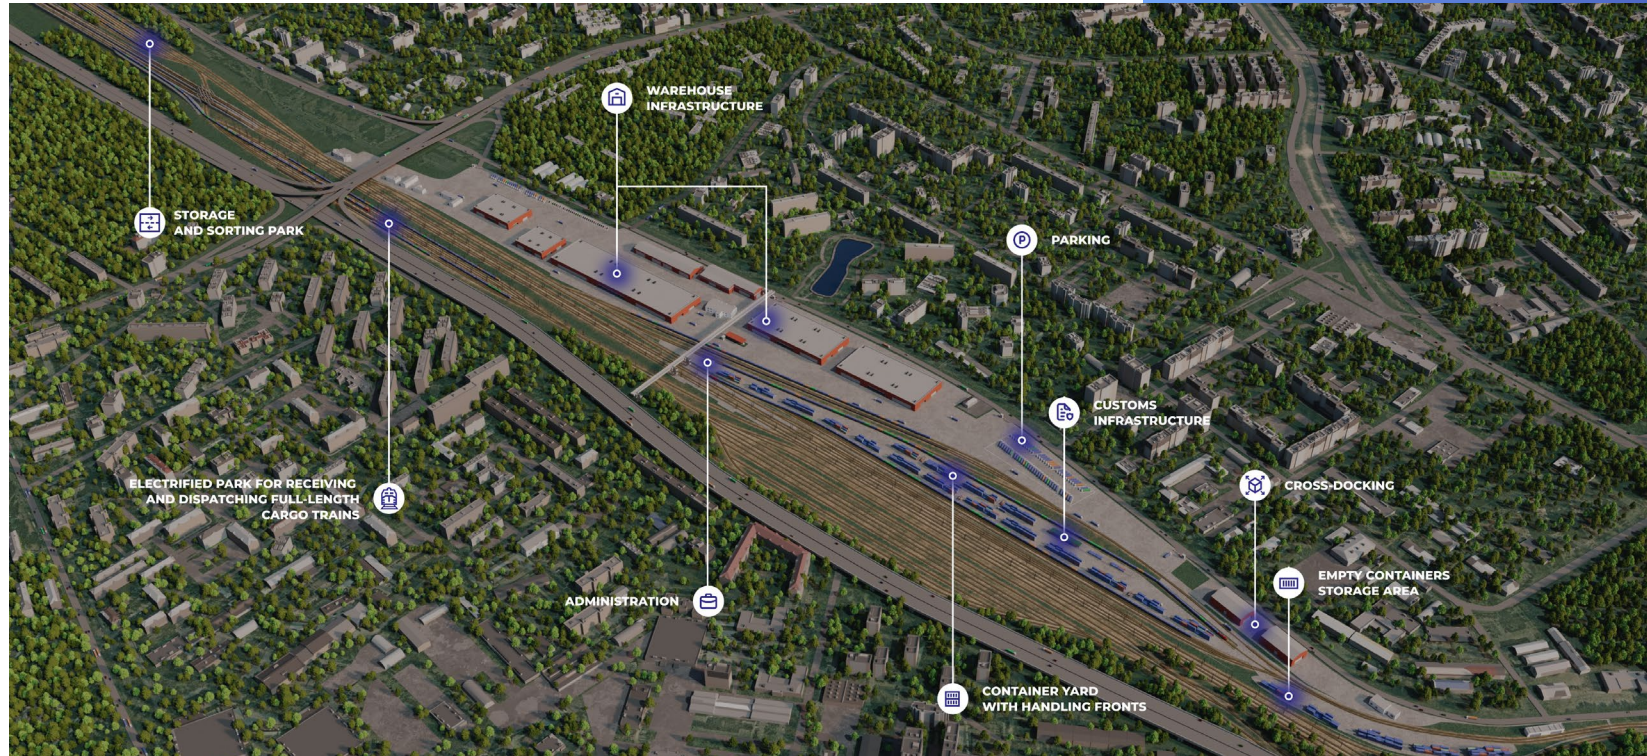 WAREHOUSE
INFRASTRUCTURE
STORAGE
AND SORTING PARK
P
PARKING
CUSTOMS
INFRASTRUCTURE
ELECTRIFIED PARK FOR RECEIVING
AND DISPATCHING FULL-LENGTH
CARGO TRAINS
CROSS-DOCKING
EMPTY CONTAINERS
STORAGE AREA
ADMINISTRATION
CONTAINER YARD
WITH HANDLING FRONTS